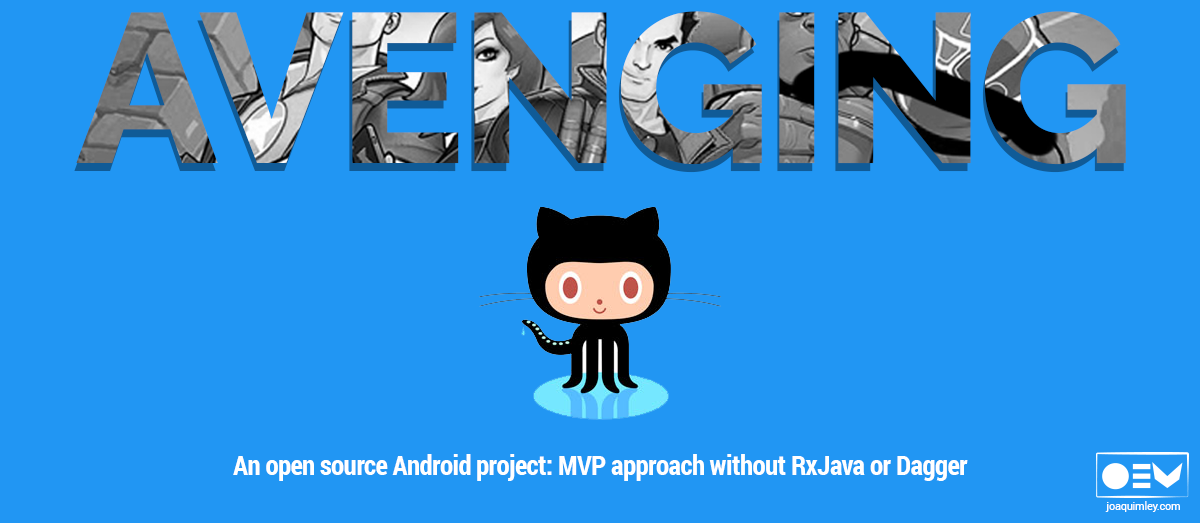 AVENGING
An open source Android project: MVP approach without RxJava or Dagger
joaquimley.com